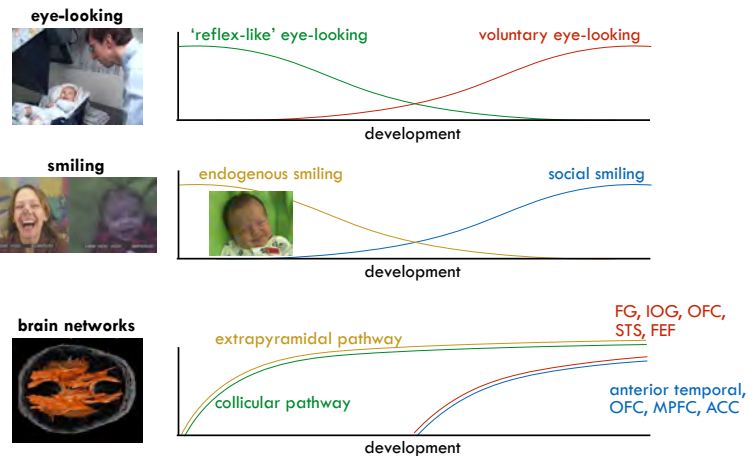 eye-looking
‘reflex-like’ eye-looking
voluntary eye-looking
development
smiling
endogenous smiling
social smiling
development
brain networks
extrapyramidal pathway
collicular pathway
FG, IOG, OFC,
STS, FEF
anterior temporal,
OFC, MPFC, ACC
development